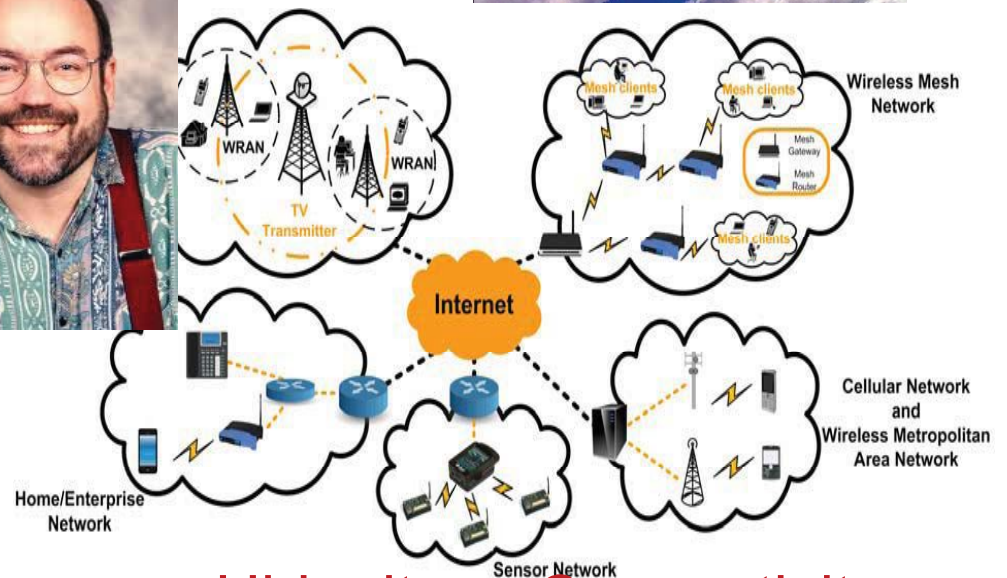 Mesh clients
Mesh clients
Wireless Mesh
Network
Mesh
Gateway
Mesh
Router
WRAN
WRAN
TV
Transmitter
Mesh clients
Internet
Cellular Network
and
Wireless Metropolitan
Area Network
Home/Enterprise
Network
Sensor Network